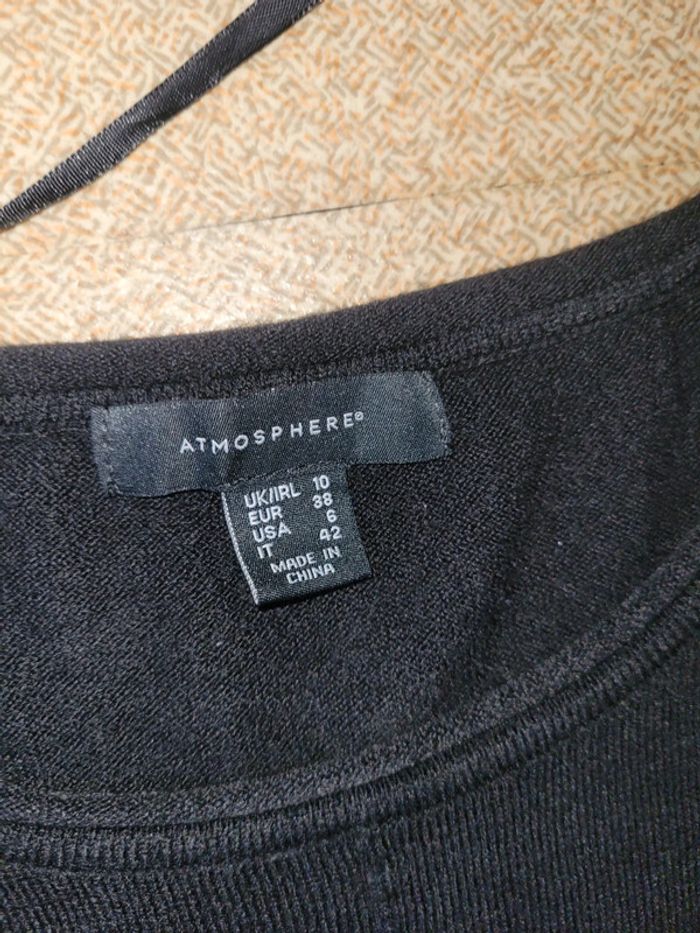 ATMOSPHERE®
UK/IRL 10
EUR 38
USA 6
IT 42
MADE IN
CHINA